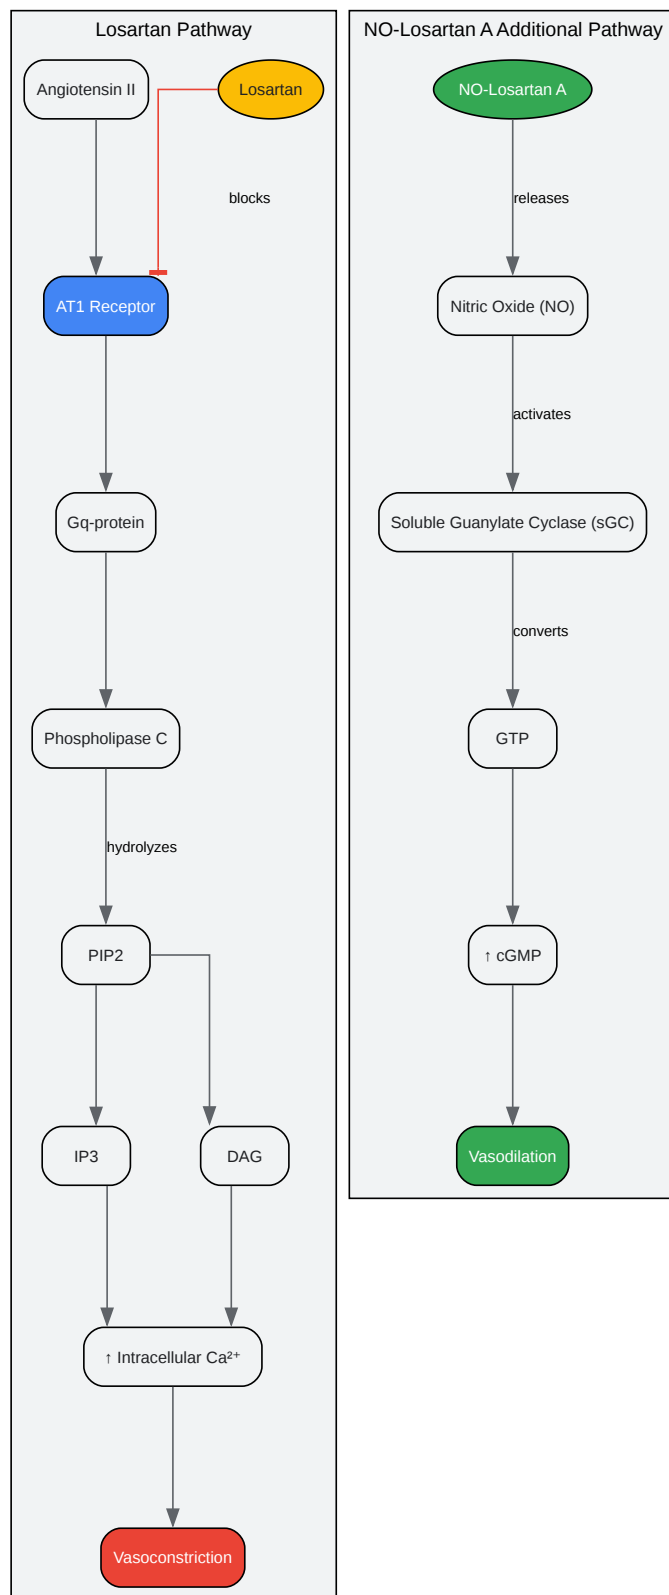 Losartan Pathway
Angiotensin II
Losartan
blocks
AT1 Receptor
Gq-protein
Phospholipase C
hydrolyzes
PIP2
IP3
DAG
↑ Intracellular Ca²⁺
Vasoconstriction
NO-Losartan A Additional Pathway
NO-Losartan A
releases
Nitric Oxide (NO)
activates
Soluble Guanylate Cyclase (sGC)
converts
GTP
↑ cGMP
Vasodilation